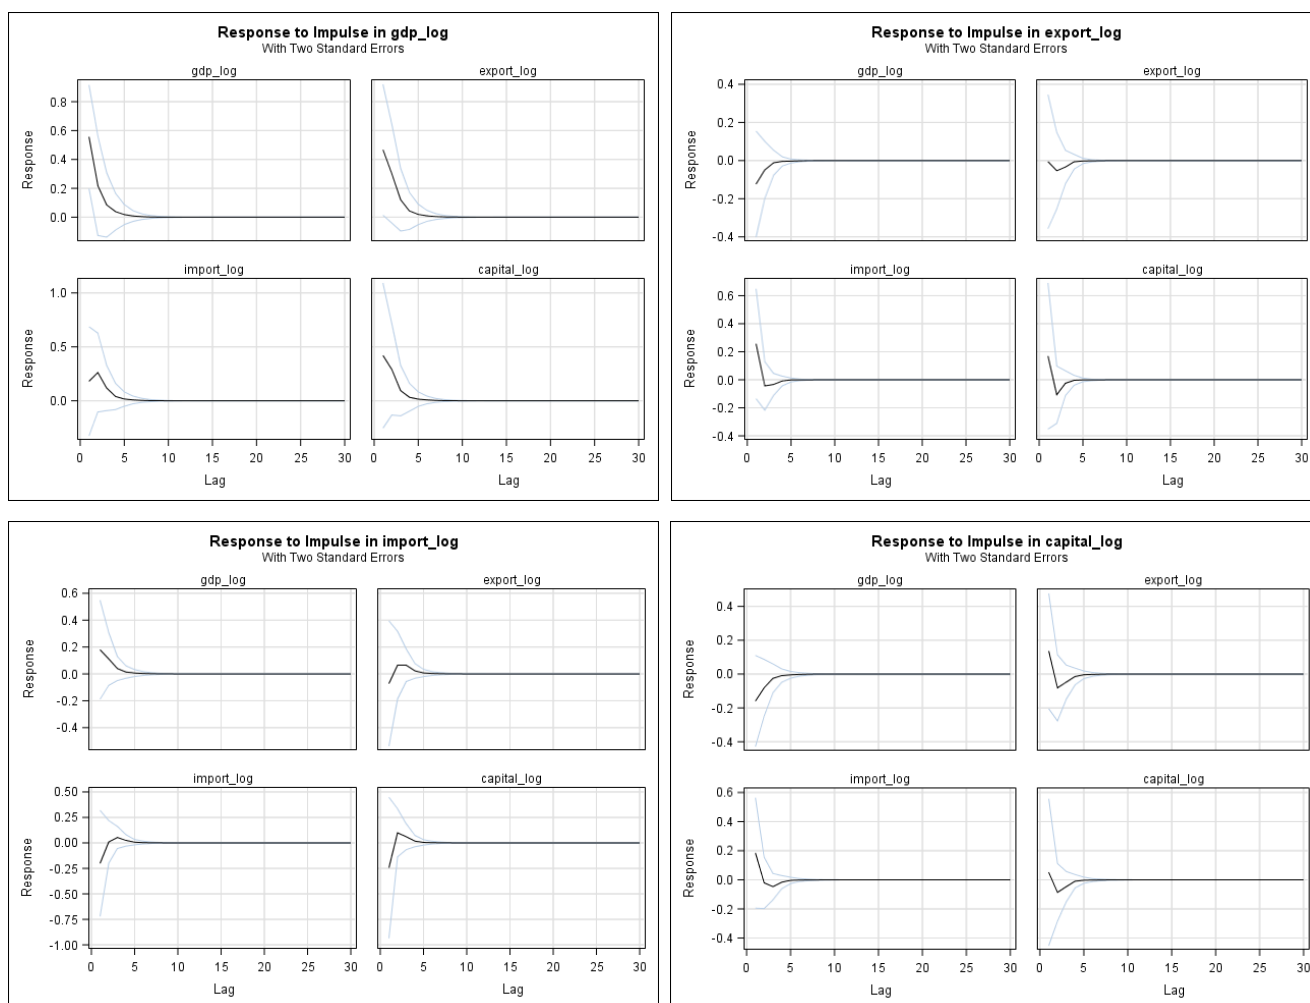 Response to Impulse in gdp_log
With Two Standard Errors
gdp_log export_log
Response
0.8
0.6
0.4
0.2
0.0
import_log capital_log
Response
1.0
0.5
0.0
0 5 10 15 20 25 30 0 5 10 15 20 25 30
Lag Lag
Response to Impulse in export_log
With Two Standard Errors
gdp_log export_log
Response
0.4
0.2
0.0
-0.2
-0.4
import_log capital_log
Response
0.6
0.4
0.2
0.0
-0.2
-0.4
0 5 10 15 20 25 30 0 5 10 15 20 25 30
Lag Lag
Response to Impulse in import_log
With Two Standard Errors
gdp_log export_log
Response
0.6
0.4
0.2
0.0
-0.2
-0.4
import_log capital_log
Response
0.50
0.25
0.00
-0.25
-0.50
-0.75
-1.00
0 5 10 15 20 25 30 0 5 10 15 20 25 30
Lag Lag
Response to Impulse in capital_log
With Two Standard Errors
gdp_log export_log
Response
0.4
0.2
0.0
-0.2
-0.4
import_log capital_log
Response
0.6
0.4
0.2
0.0
-0.2
-0.4
0 5 10 15 20 25 30 0 5 10 15 20 25 30
Lag Lag